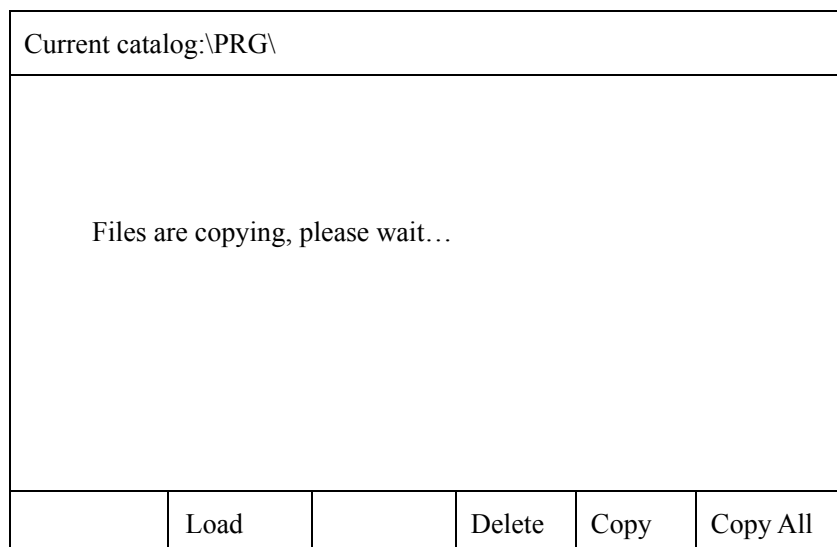 Current catalog:\PRG\
Files are copying, please wait…
Load Delete Copy Copy All